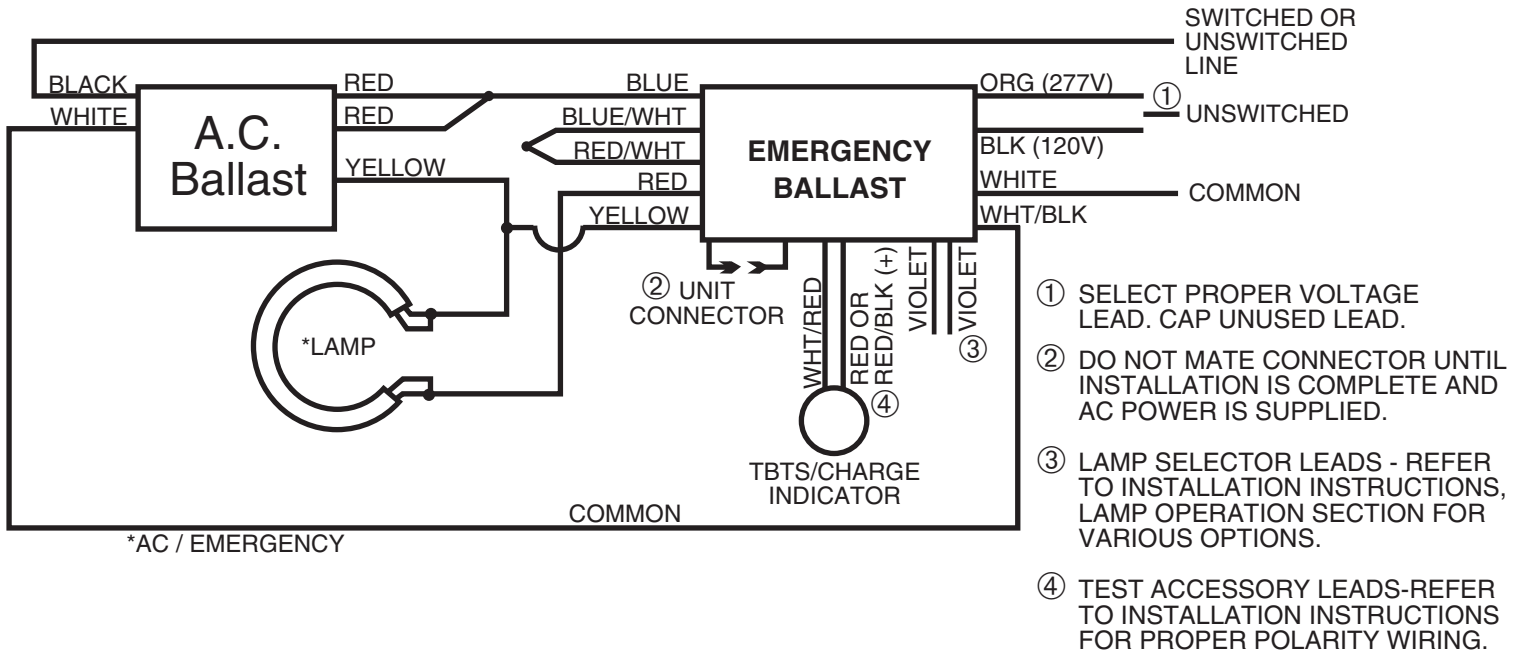 SWITCHED OR
UNSWITCHED
LINE
BLACK
WHITE
A.C.
Ballast
RED
RED
YELLOW
BLUE
BLUE/WHT
RED/WHT
RED
YELLOW
EMERGENCY
BALLAST
ORG (277V)
①
UNSWITCHED
BLK (120V)
WHITE
COMMON
WHT/BLK
*LAMP
② UNIT
CONNECTOR
WHT/RED
RED OR
RED/BLK (+)
④
VIOLET
VIOLET
③
TBTS/CHARGE
INDICATOR
COMMON
*AC / EMERGENCY
① SELECT PROPER VOLTAGE
LEAD. CAP UNUSED LEAD.
② DO NOT MATE CONNECTOR UNTIL
INSTALLATION IS COMPLETE AND
AC POWER IS SUPPLIED.
③ LAMP SELECTOR LEADS - REFER
TO INSTALLATION INSTRUCTIONS,
LAMP OPERATION SECTION FOR
VARIOUS OPTIONS.
④ TEST ACCESSORY LEADS-REFER
TO INSTALLATION INSTRUCTIONS
FOR PROPER POLARITY WIRING.